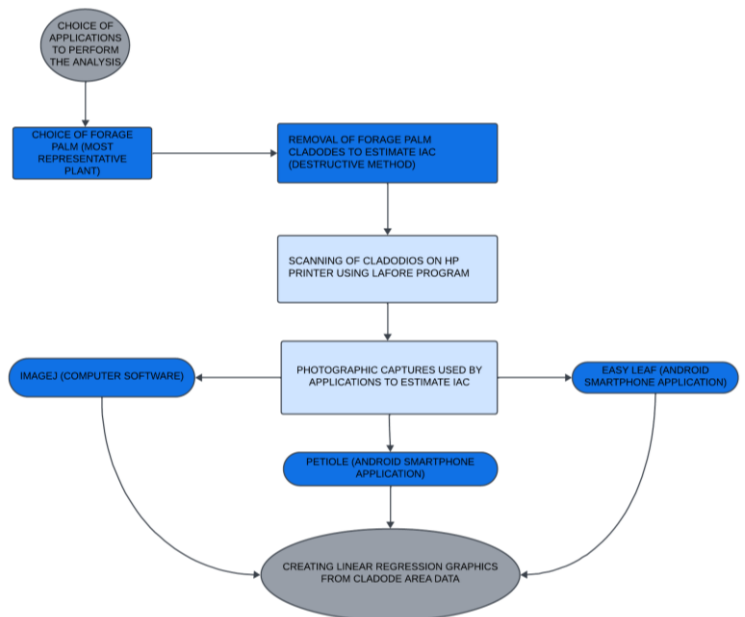 CHOICE OF
APPLICATIONS
TO PERFORM
THE ANALYSIS
CHOICE OF FORAGE
PALM (MOST
REPRESENTATIVE
PLANT)
REMOVAL OF FORAGE PALM
CLADODES TO ESTIMATE IAC
(DESTRUCTIVE METHOD)
SCANNING OF CLADODIOS ON HP
PRINTER USING LAFORE PROGRAM
PHOTOGRAPHIC CAPTURES USED BY
APPLICATIONS TO ESTIMATE IAC
IMAGEJ (COMPUTER SOFTWARE)
EASY LEAF (ANDROID
SMARTPHONE APPLICATION)
PETIOLE (ANDROID SMARTPHONE
APPLICATION)
CREATING LINEAR REGRESSION GRAPHICS
FROM CLADODE AREA DATA